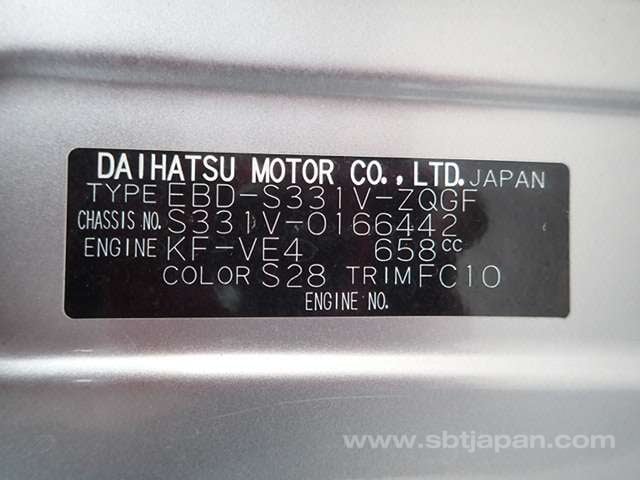 DAIHATSU MOTOR CO., LTD. JAPAN
TYPE EBD-S331V-ZQGF
CHASSIS NO. S331V-0166442
ENGINE KF-VE4 658cc
COLOR S28 TRIM FC10
ENGINE NO.
www.sbtjapan.com